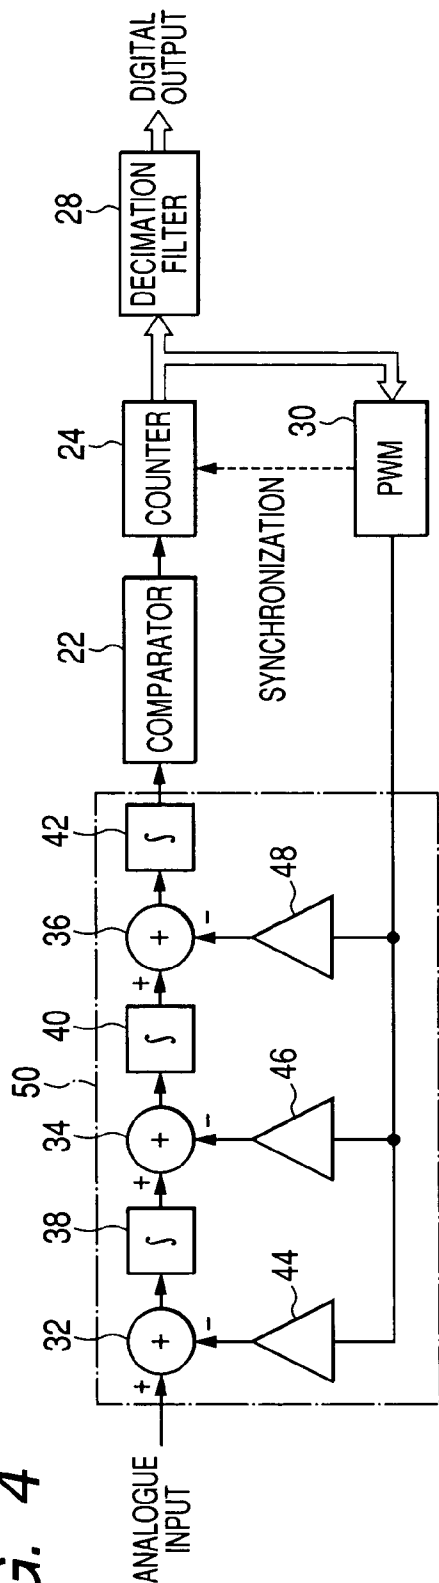 4
ANALOGUE
INPUT
50
32
38
34
40
36
42
22
24
28
+
+
∫
+
+
∫
+
+
∫
COMPARATOR
COUNTER
DECIMATION
FILTER
DIGITAL
OUTPUT
-
-
-
44
46
48
SYNCHRONIZATION
30
PWM